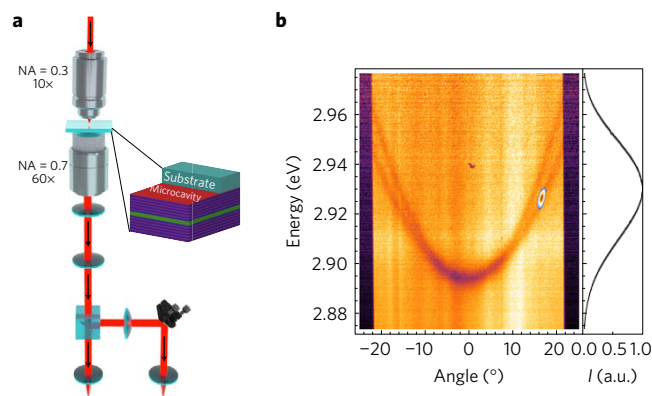 a
NA = 0.3
10×
NA = 0.7
60×
Substrate
Microcavity
b
Energy (eV)
2.96
2.94
2.92
2.90
2.88
−20 −10 0 10 20
Angle (°)
0.0 0.5 1.0
I (a.u.)